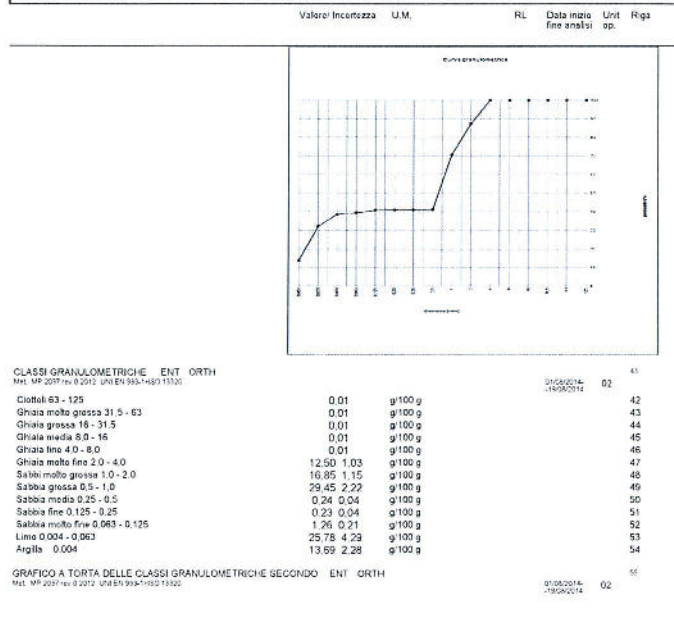 Valore/ Incertezza U.M. RL Data inizio Unit Riga
fine analisi op.
Curva granulometrica
CLASSI GRANULOMETRICHE ENT ORTH
Met. MP 2097 rev 0 2012 UNI EN 933-1+ISO 13320
01/08/2014-
-19/08/2014 02
Ciottoli 63 - 125 0,01 g/100 g 42
Ghiaia molto grossa 31,5 - 63 0,01 g/100 g 43
Ghiaia grossa 16 - 31,5 0,01 g/100 g 44
Ghiaia media 8,0 - 16 0,01 g/100 g 45
Ghiaia fine 4,0 - 8,0 0,01 g/100 g 46
Ghiaia molto fine 2,0 - 4,0 12,50 1,03 g/100 g 47
Sabbi molto grossa 1,0 - 2,0 16,85 1,15 g/100 g 48
Sabbia grossa 0,5 - 1,0 29,45 2,22 g/100 g 49
Sabbia media 0,25 - 0,5 0,24 0,04 g/100 g 50
Sabbia fine 0,125 - 0,25 0,23 0,04 g/100 g 51
Sabbia molto fine 0,063 - 0,125 1,26 0,21 g/100 g 52
Limo 0,004 - 0,063 25,78 4,29 g/100 g 53
Argilla 0,004 13,69 2,28 g/100 g 54
GRAFICO A TORTA DELLE CLASSI GRANULOMETRICHE SECONDO ENT ORTH 55
Met. MP 2097 rev 0 2012 UNI EN 933-1+ISO 13320
01/08/2014-
-19/08/2014 02